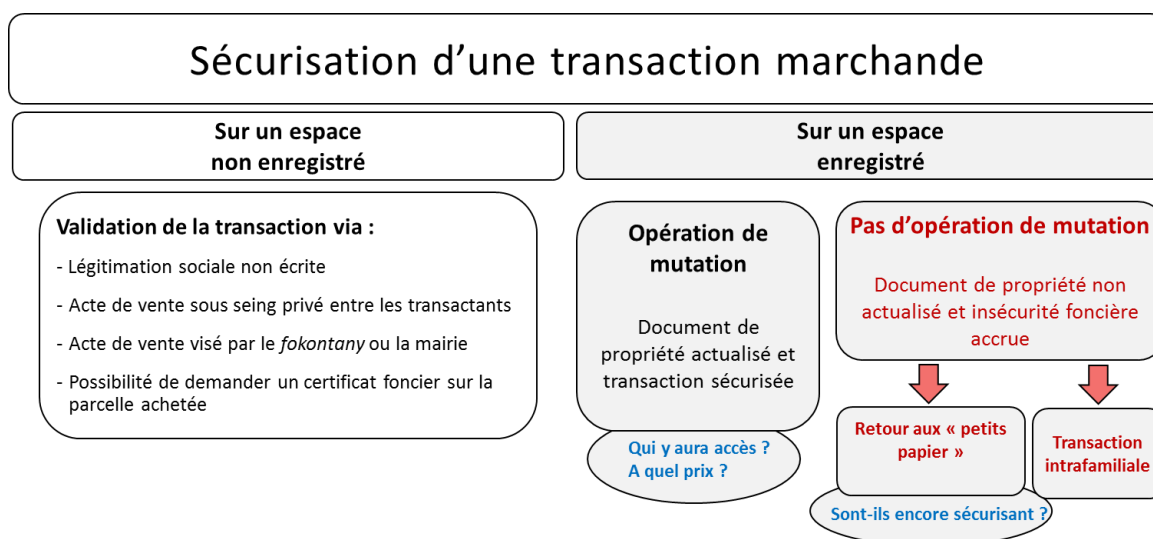 Sécurisation d’une transaction marchande
Sur un espace
non enregistré
Validation de la transaction via :
- Légitimation sociale non écrite
- Acte de vente sous seing privé entre les transactants
- Acte de vente visé par le fokontany ou la mairie
- Possibilité de demander un certificat foncier sur la
parcelle achetée
Sur un espace
enregistré
Opération de
mutation
Document de
propriété actualisé et
transaction sécurisée
Qui y aura accès ?
A quel prix ?
Pas d’opération de mutation
Document de propriété non
actualisé et insécurité foncière
accrue
Retour aux « petits
papier »
Sont-ils encore sécurisant ?
Transaction
intrafamiliale